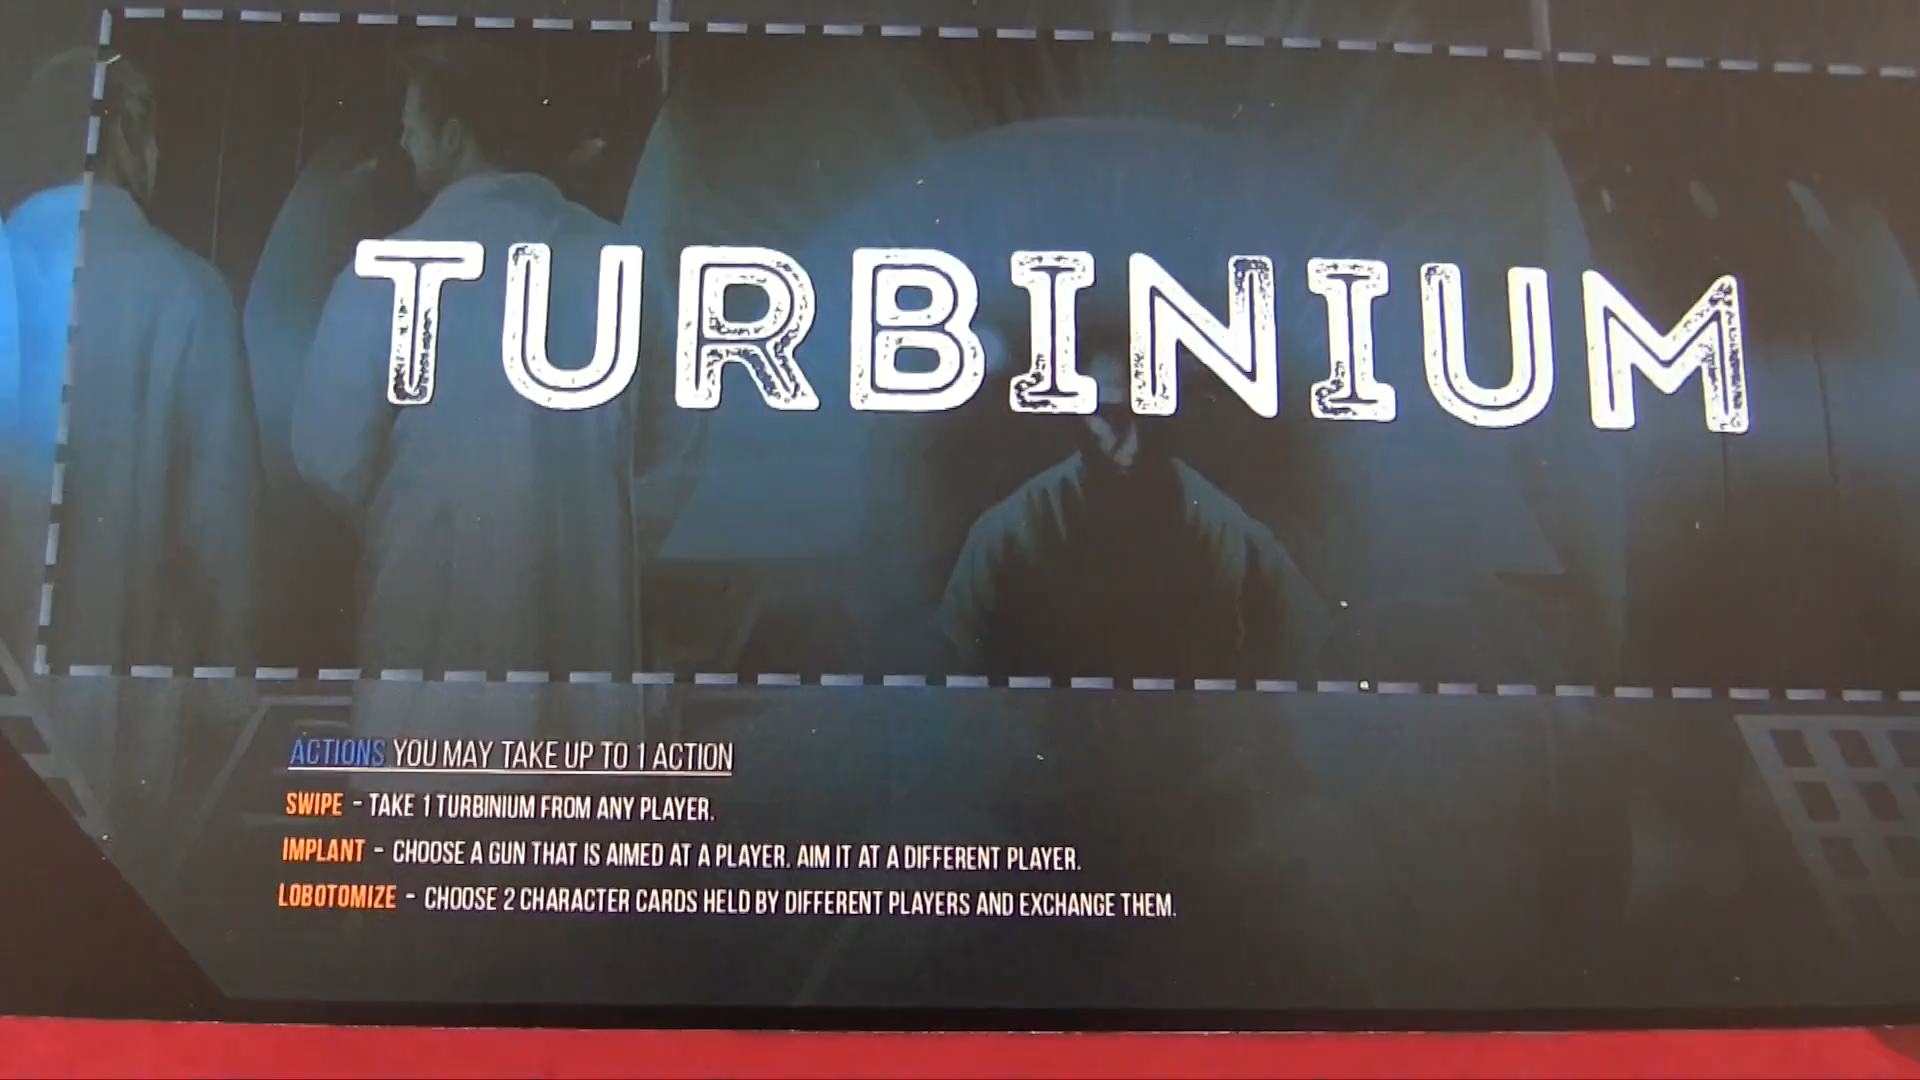 TURBINIUM
ACTIONS YOU MAY TAKE UP TO 1 ACTION
SWIPE - TAKE 1 TURBINIUM FROM ANY PLAYER.
IMPLANT - CHOOSE A GUN THAT IS AIMED AT A PLAYER. AIM IT AT A DIFFERENT PLAYER.
LOBOTOMIZE - CHOOSE 2 CHARACTER CARDS HELD BY DIFFERENT PLAYERS AND EXCHANGE THEM.